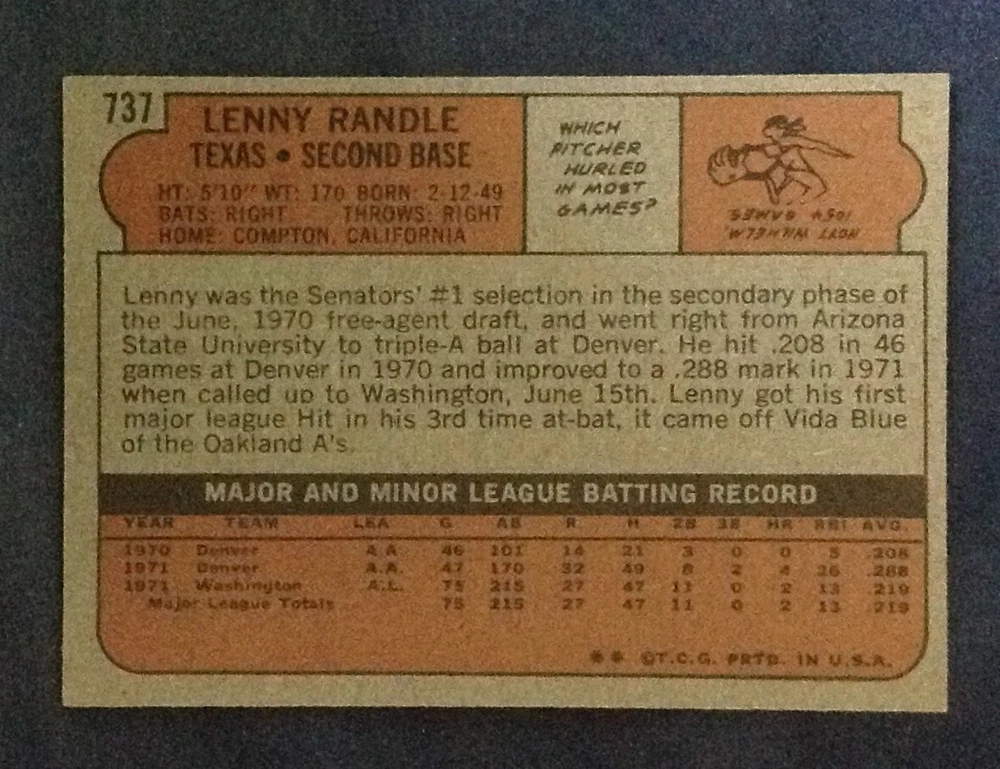 737
LENNY RANDLE
TEXAS • SECOND BASE
HT: 5'10" WT: 170 BORN: 2-12-49
BATS: RIGHT THROWS: RIGHT
HOME: COMPTON, CALIFORNIA
WHICH
PITCHER
HURLED
IN MOST
GAMES?
HOYT WILHELM,
GAMES
Lenny was the Senators' #1 selection in the secondary phase of
the June, 1970 free-agent draft, and went right from Arizona
State University to triple-A ball at Denver. He hit .208 in 46
games at Denver in 1970 and improved to a .288 mark in 1971
when called up to Washington, June 15th. Lenny got his first
major league Hit in his 3rd time at-bat, it came off Vida Blue
of the Oakland A's.
MAJOR AND MINOR LEAGUE BATTING RECORD
YEAR TEAM LEA G AB R H 2B 3B HR RBI AVG.
1970 Denver A.A. 46 101 14 21 3 0 0 5 .208
1971 Denver A.A. 47 170 32 49 8 2 4 26 .288
1971 Washington A.L. 75 215 27 47 11 0 2 13 .219
Major League Totals 75 215 27 47 11 0 2 13 .219
** ©T.C.G. PRTD. IN U.S.A.